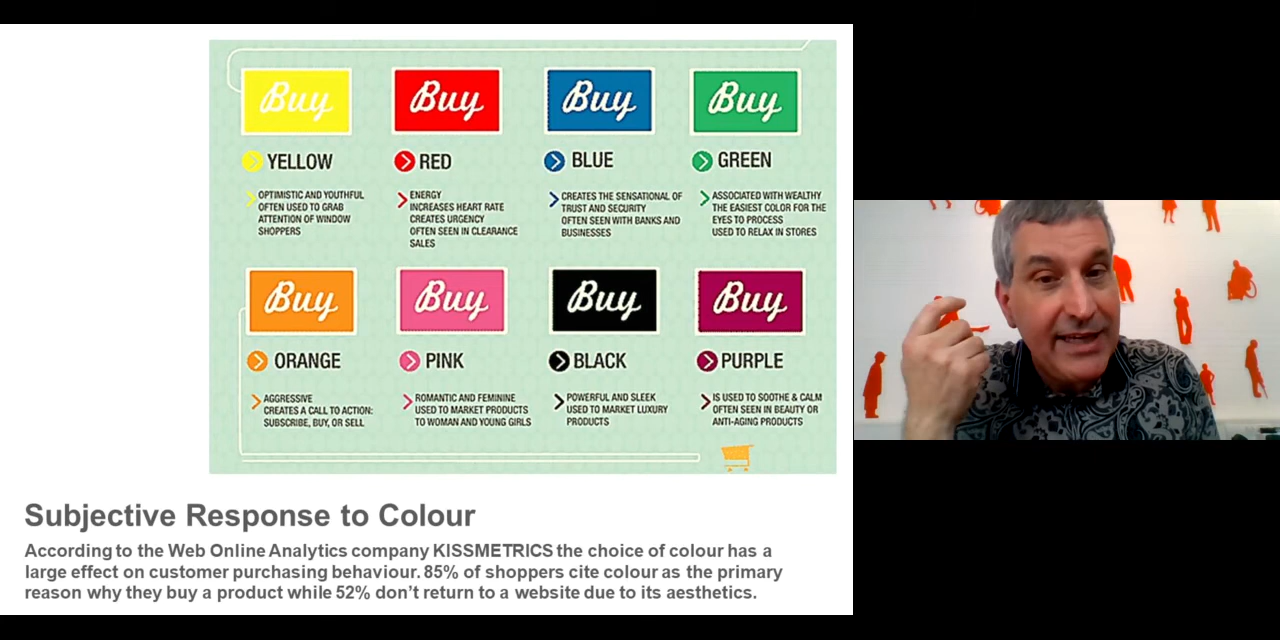 Buy Buy Buy Buy
YELLOW RED BLUE GREEN
OPTIMISTIC AND YOUTHFUL
OFTEN USED TO GRAB
ATTENTION OF WINDOW
SHOPPERS
ENERGY
INCREASES HEART RATE
CREATES URGENCY
OFTEN SEEN IN CLEARANCE
SALES
CREATES THE SENSATIONAL OF
TRUST AND SECURITY
OFTEN SEEN WITH BANKS AND
BUSINESSES
ASSOCIATED WITH WEALTHY
THE EASIEST COLOR FOR THE
EYES TO PROCESS
USED TO RELAX IN STORES
Buy Buy Buy Buy
ORANGE PINK BLACK PURPLE
AGGRESSIVE
CREATES A CALL TO ACTION:
SUBSCRIBE, BUY, OR SELL
ROMANTIC AND FEMININE
USED TO MARKET PRODUCTS
TO WOMAN AND YOUNG GIRLS
POWERFUL AND SLEEK
USED TO MARKET LUXURY
PRODUCTS
IS USED TO SOOTHE & CALM
OFTEN SEEN IN BEAUTY OR
ANTI-AGING PRODUCTS
Subjective Response to Colour
According to the Web Online Analytics company KISSMETRICS the choice of colour has a
large effect on customer purchasing behaviour. 85% of shoppers cite colour as the primary
reason why they buy a product while 52% don’t return to a website due to its aesthetics.